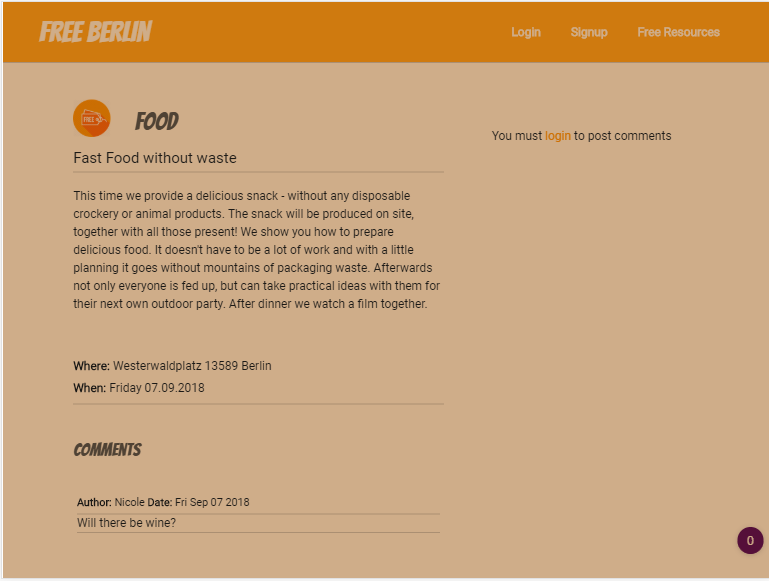 FREE BERLIN
Login Signup Free Resources
FREE
FOOD
You must login to post comments
Fast Food without waste
This time we provide a delicious snack - without any disposable
crockery or animal products. The snack will be produced on site,
together with all those present! We show you how to prepare
delicious food. It doesn't have to be a lot of work and with a little
planning it goes without mountains of packaging waste. Afterwards
not only everyone is fed up, but can take practical ideas with them for
their next own outdoor party. After dinner we watch a film together.
Where: Westerwaldplatz 13589 Berlin
When: Friday 07.09.2018
COMMENTS
Author: Nicole Date: Fri Sep 07 2018
Will there be wine?
0